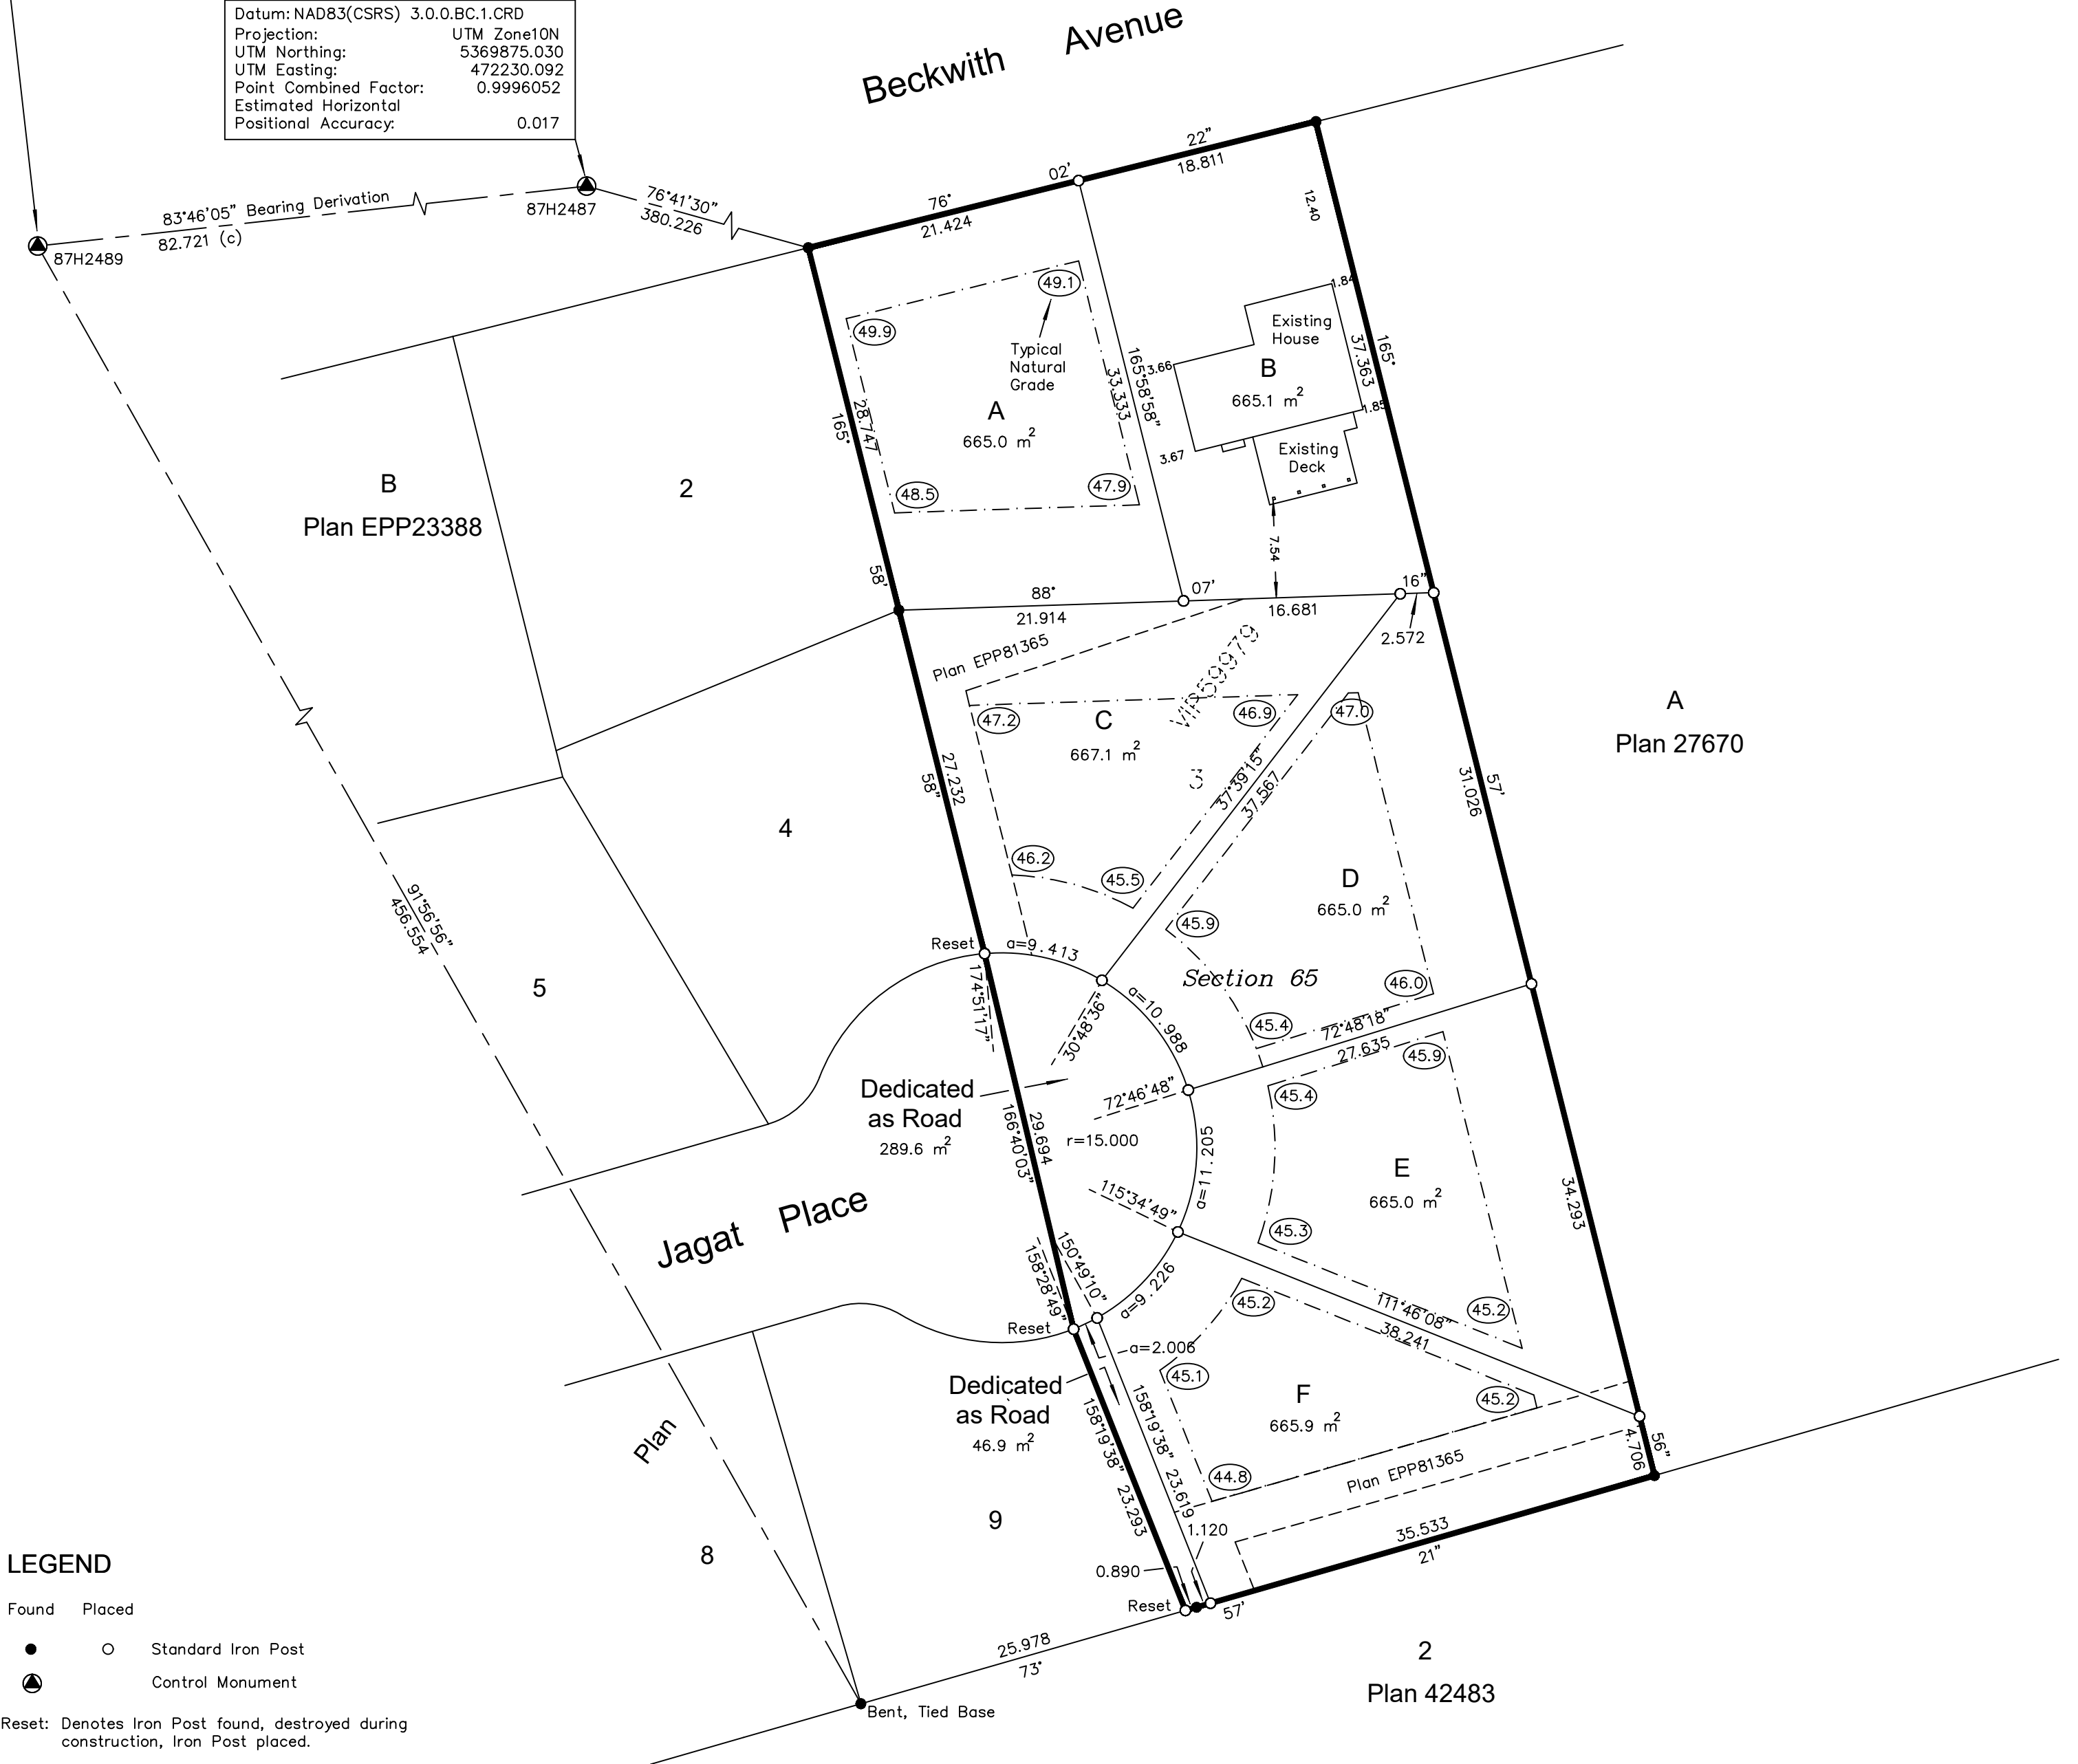 Datum: NAD83(CSRS) 3.0.0.BC.1.CRD
Projection: UTM Zone10N
UTM Northing: 5369875.030
UTM Easting: 472230.092
Point Combined Factor: 0.9996052
Estimated Horizontal
Positional Accuracy: 0.017
Beckwith Avenue
83°46'05" Bearing Derivation
82.721 (c)
87H2489
87H2487
76°41'30"
380.226
76°
21.424
02'
22"
18.811
12.40
1.84
49.1
49.9
Typical
Natural
Grade
A
665.0 m2
48.5
47.9
165°
28.747
58'
33.333
165°58'58"
3.66
3.67
Existing
House
B
665.1 m2
Existing
Deck
1.85
37.363
165°
7.54
B
Plan EPP23388
2
88°
21.914
07'
16.681
16"
2.572
Plan EPP81365
VIP59979
47.2
C
667.1 m2
46.9
3
46.2
45.5
37°39'15"
37.567
47.0
D
665.0 m2
45.9
46.0
45.4
Section 65
31.026
57'
A
Plan 27670
4
27.232
58"
5
91°56'56"
456.554
Reset
a=9.413
174°51'17"
30°48'36"
a=10.988
72°48'18"
27.635
72°46'48"
Dedicated
as Road
289.6 m2
166°40'03"
29.694
r=15.000
a=11.205
115°34'49"
45.4
45.9
E
665.0 m2
45.3
45.2
34.293
Jagat Place
158°28'49"
150°49'10"
a=9.226
Reset
a=2.006
111°46'08"
38.241
45.2
45.1
F
665.9 m2
45.2
44.8
Dedicated
as Road
46.9 m2
158°19'38" 23.293
158°19'38" 23.619
Plan EPP81365
4.706
56"
35.533
21"
1.120
0.890
Reset
57'
Plan
8
9
25.978
73°
Bent, Tied Base
2
Plan 42483
LEGEND
Found Placed
Standard Iron Post
Control Monument
Reset: Denotes Iron Post found, destroyed during
construction, Iron Post placed.